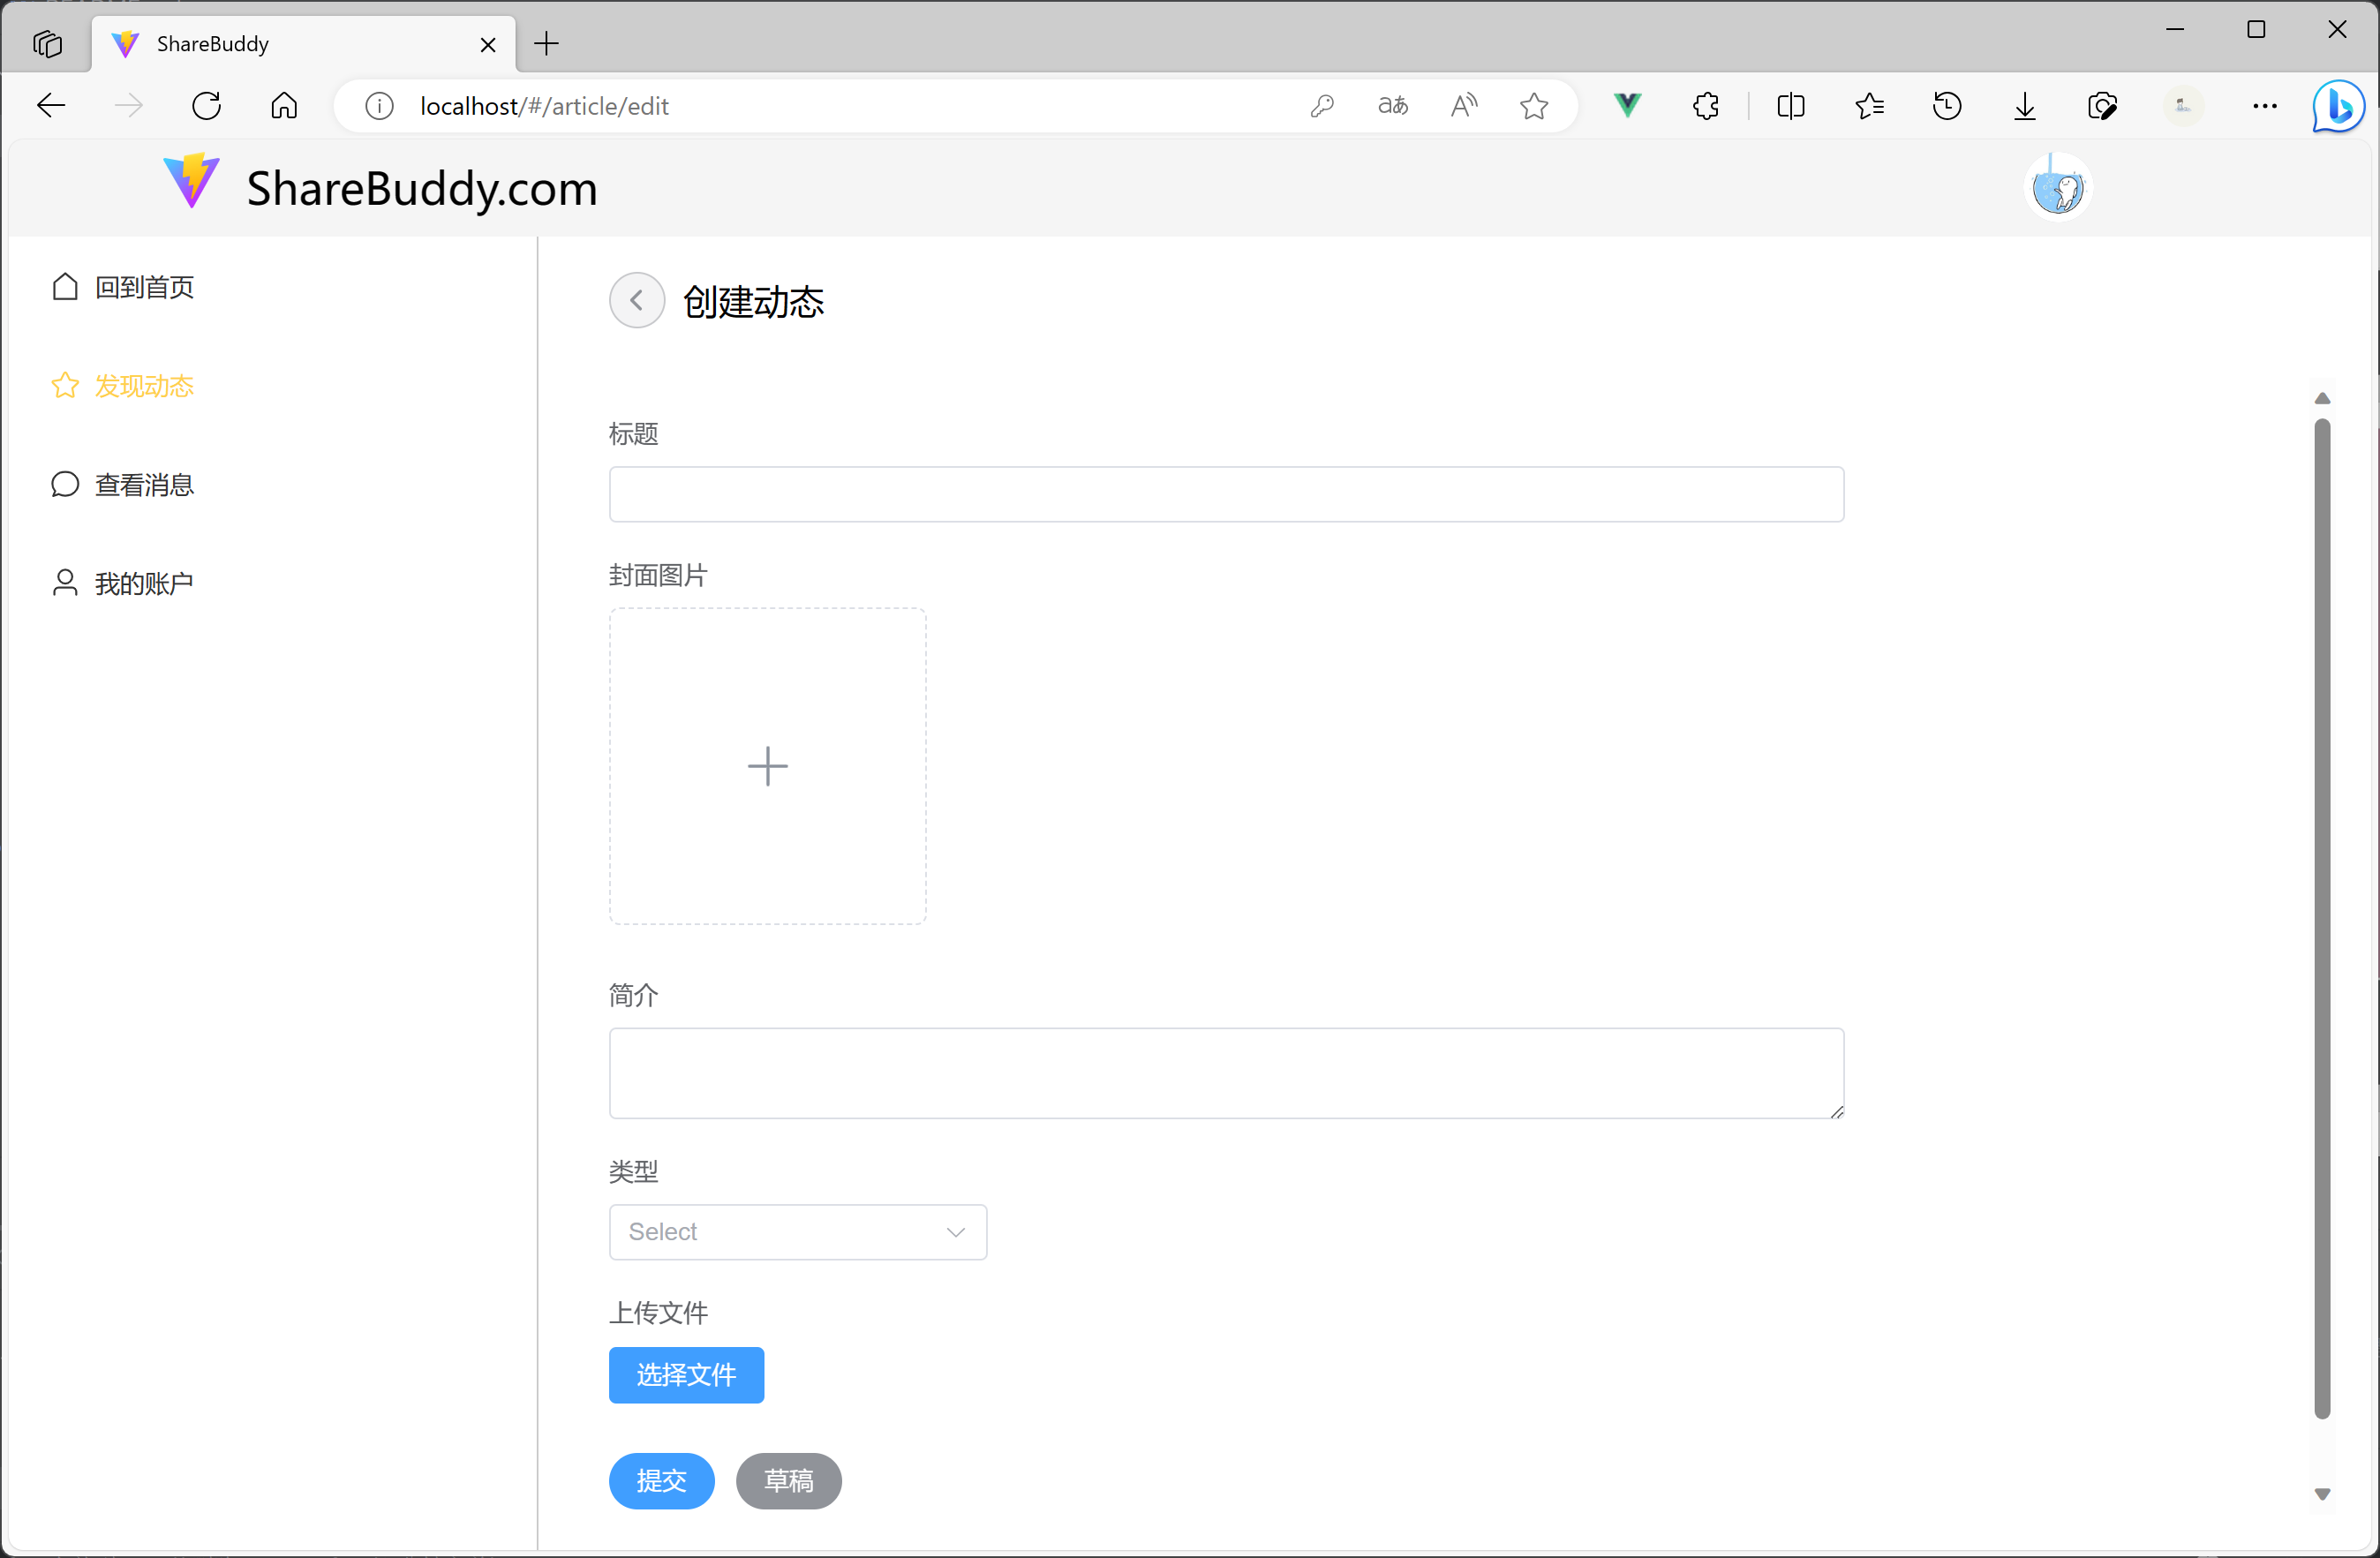 ShareBuddy
localhost/#/article/edit
ShareBuddy.com
回到首页
发现动态
查看消息
我的账户
创建动态
标题
封面图片
简介
类型
Select
上传文件
选择文件
提交
草稿